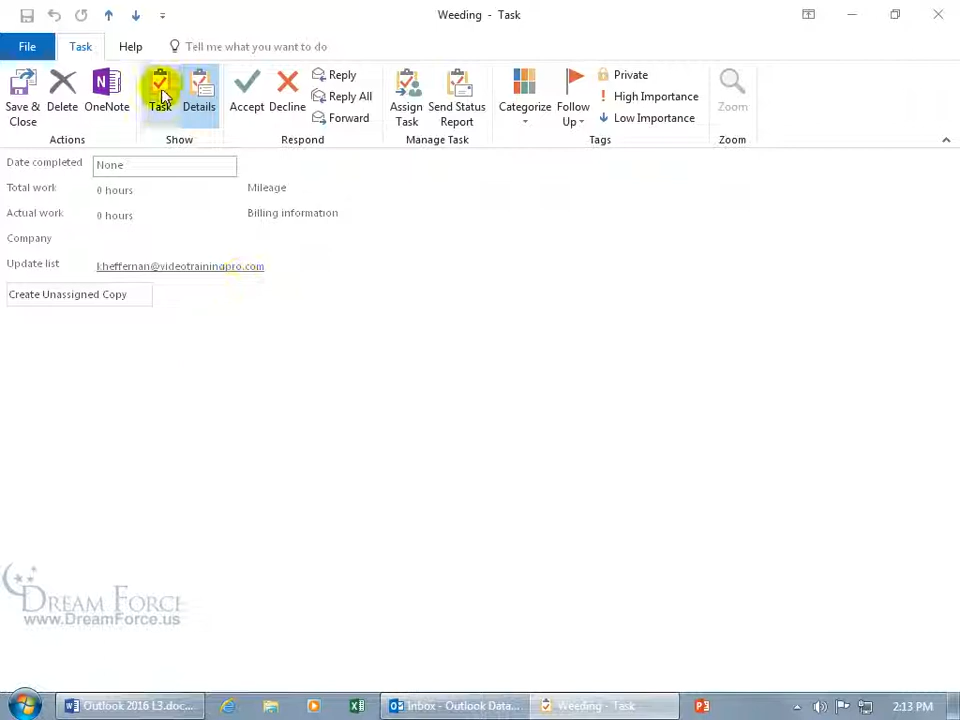 Weeding - Task
File Task Help Tell me what you want to do
Save & Close
Delete
OneNote
Task
Details
Accept
Decline
Reply
Reply All
Forward
Assign Task
Send Status Report
Categorize
Follow Up
Private
High Importance
Low Importance
Zoom
Actions Show Respond Manage Task Tags Zoom
Date completed None
Total work 0 hours Mileage
Actual work 0 hours Billing information
Company
Update list kheffernan@videotrainingpro.com
Create Unassigned Copy
DREAM FORCE
www.DreamForce.us
Outlook 2016 L3.doc... Inbox - Outlook Data... Weeding - Task 2:13 PM